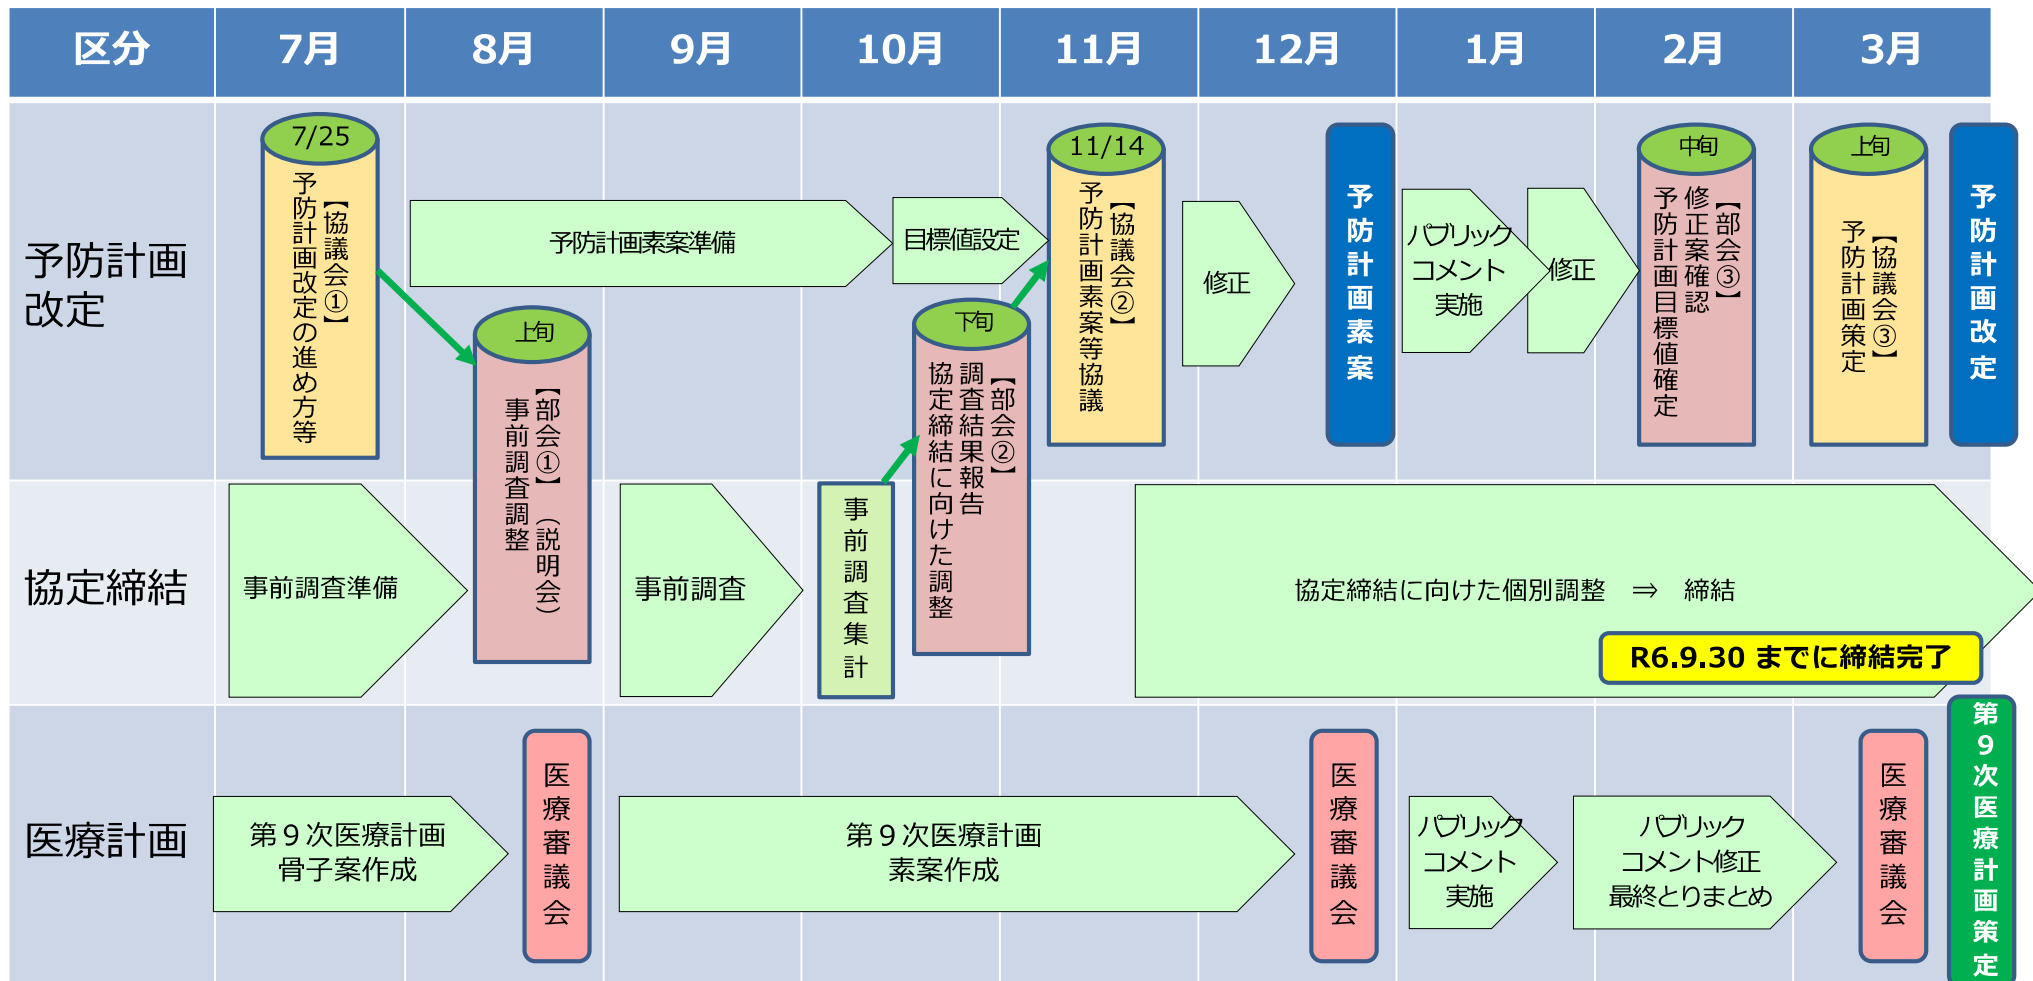 区分
7月
8月
9月
10月
11月
12月
1月
2月
3月
予防計画
改定
7/25
【協議会①】
予防計画改定の進め方等
上旬
【部会①】（説明会）
事前調査調整
予防計画素案準備
目標値設定
下旬
【部会②】
調査結果報告
協定締結に向けた調整
11/14
【協議会②】
予防計画素案等協議
修正
予防計画素案
パブリック
コメント
実施
修正
中旬
【部会③】
修正案確認
予防計画目標値確定
上旬
【協議会③】
予防計画策定
予防計画改定
協定締結
事前調査準備
事前調査
事前調査集計
協定締結に向けた個別調整　⇒　締結
R6.9.30 までに締結完了
医療計画
第９次医療計画
骨子案作成
医療審議会
第９次医療計画
素案作成
医療審議会
パブリック
コメント
実施
パブリック
コメント修正
最終とりまとめ
医療審議会
第９次医療計画策定